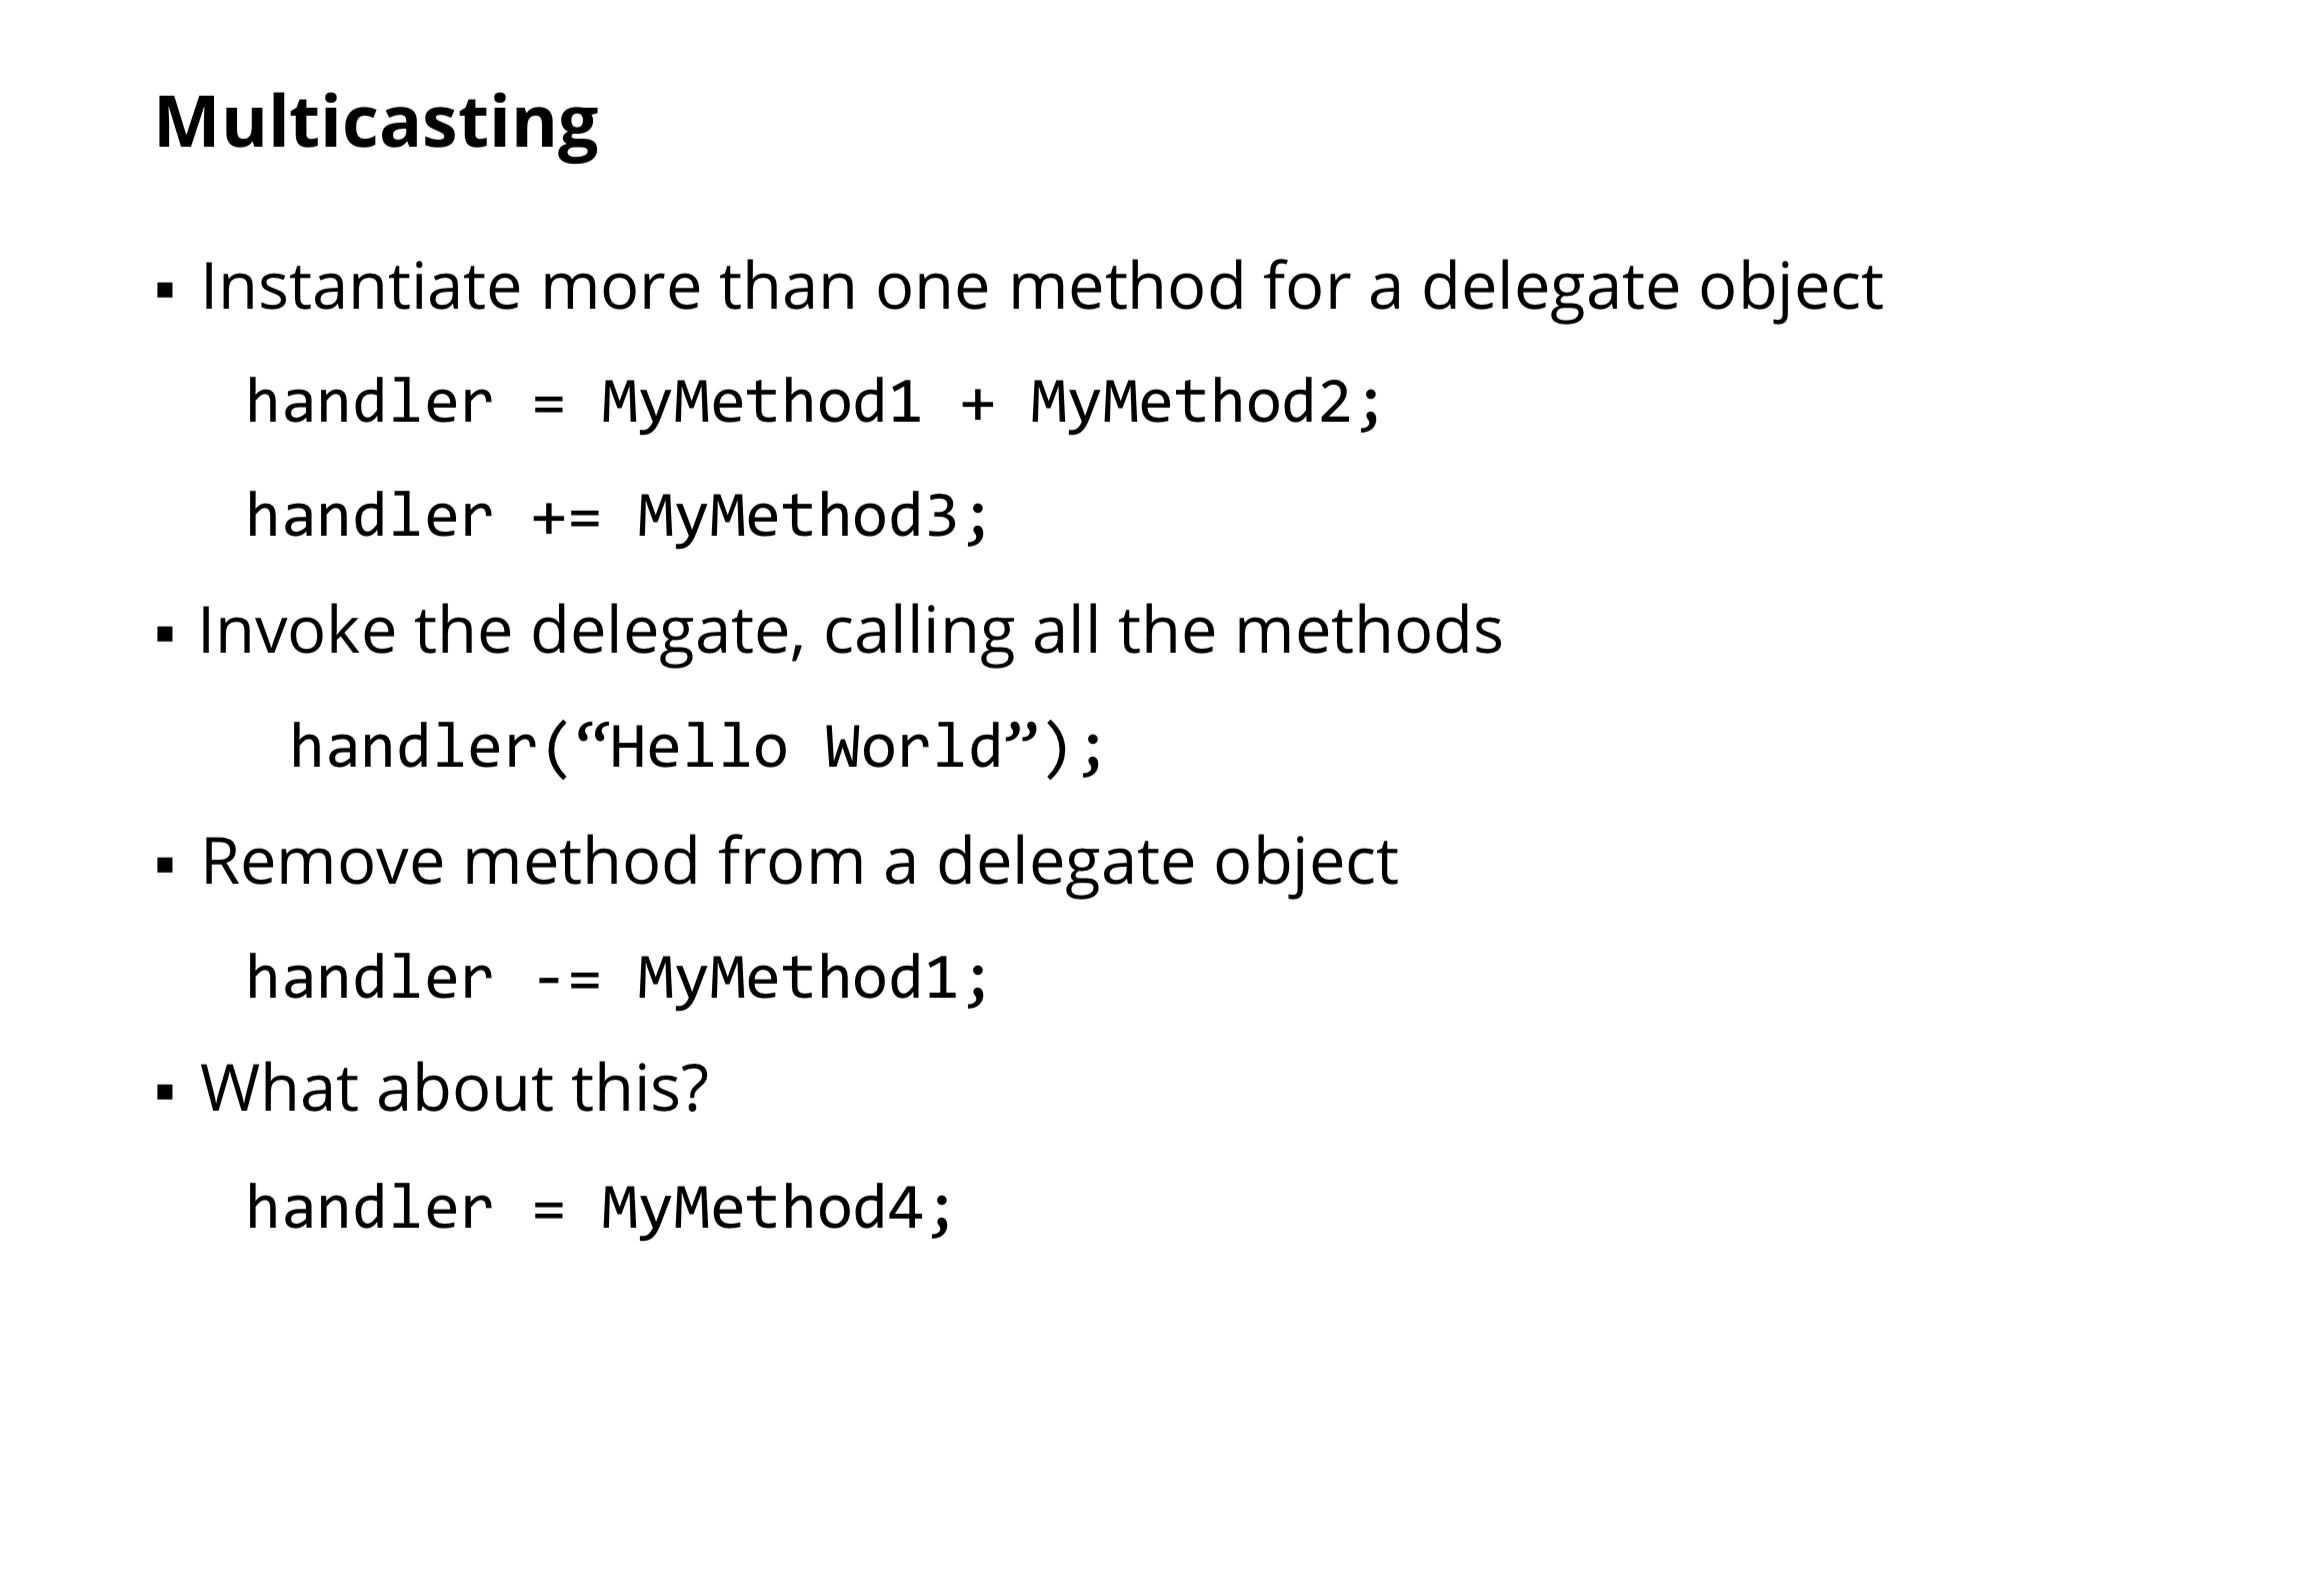 Multicasting
▪ Instantiate more than one method for a delegate object
handler = MyMethod1 + MyMethod2;
handler += MyMethod3;
▪ Invoke the delegate, calling all the methods
handler(“Hello World”);
▪ Remove method from a delegate object
handler -= MyMethod1;
▪ What about this?
handler = MyMethod4;